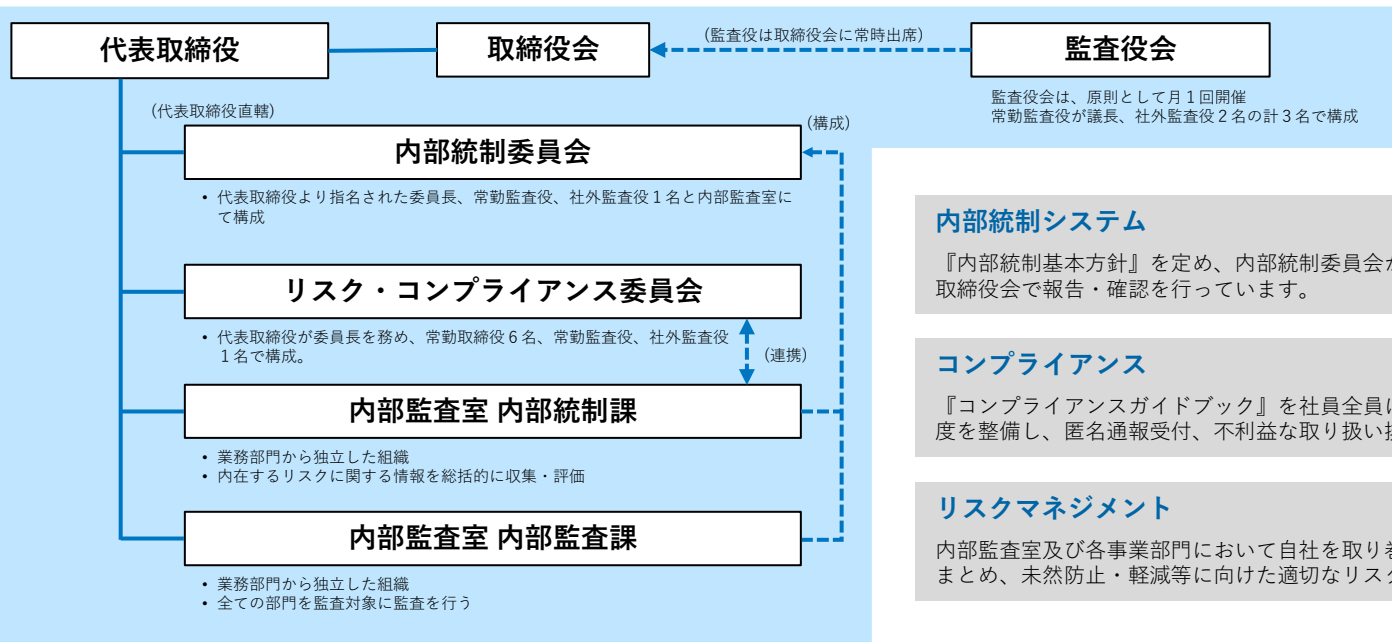 代表取締役
取締役会
(監査役は取締役会に常時出席)
監査役会
監査役会は、原則として月１回開催
常勤監査役が議長、社外監査役２名の計３名で構成
(代表取締役直轄)
(構成)
内部統制委員会
• 代表取締役より指名された委員長、常勤監査役、社外監査役１名と内部監査室に
て構成
リスク・コンプライアンス委員会
• 代表取締役が委員長を務め、常勤取締役６名、常勤監査役、社外監査役
１名で構成。
(連携)
内部監査室 内部統制課
• 業務部門から独立した組織
• 内在するリスクに関する情報を総括的に収集・評価
内部監査室 内部監査課
• 業務部門から独立した組織
• 全ての部門を監査対象に監査を行う
内部統制システム
『内部統制基本方針』を定め、内部統制委員会が
取締役会で報告・確認を行っています。
コンプライアンス
『コンプライアンスガイドブック』を社員全員に
度を整備し、匿名通報受付、不利益な取り扱い
リスクマネジメント
内部監査室及び各事業部門において自社を取り
まとめ、未然防止・軽減等に向けた適切なリス